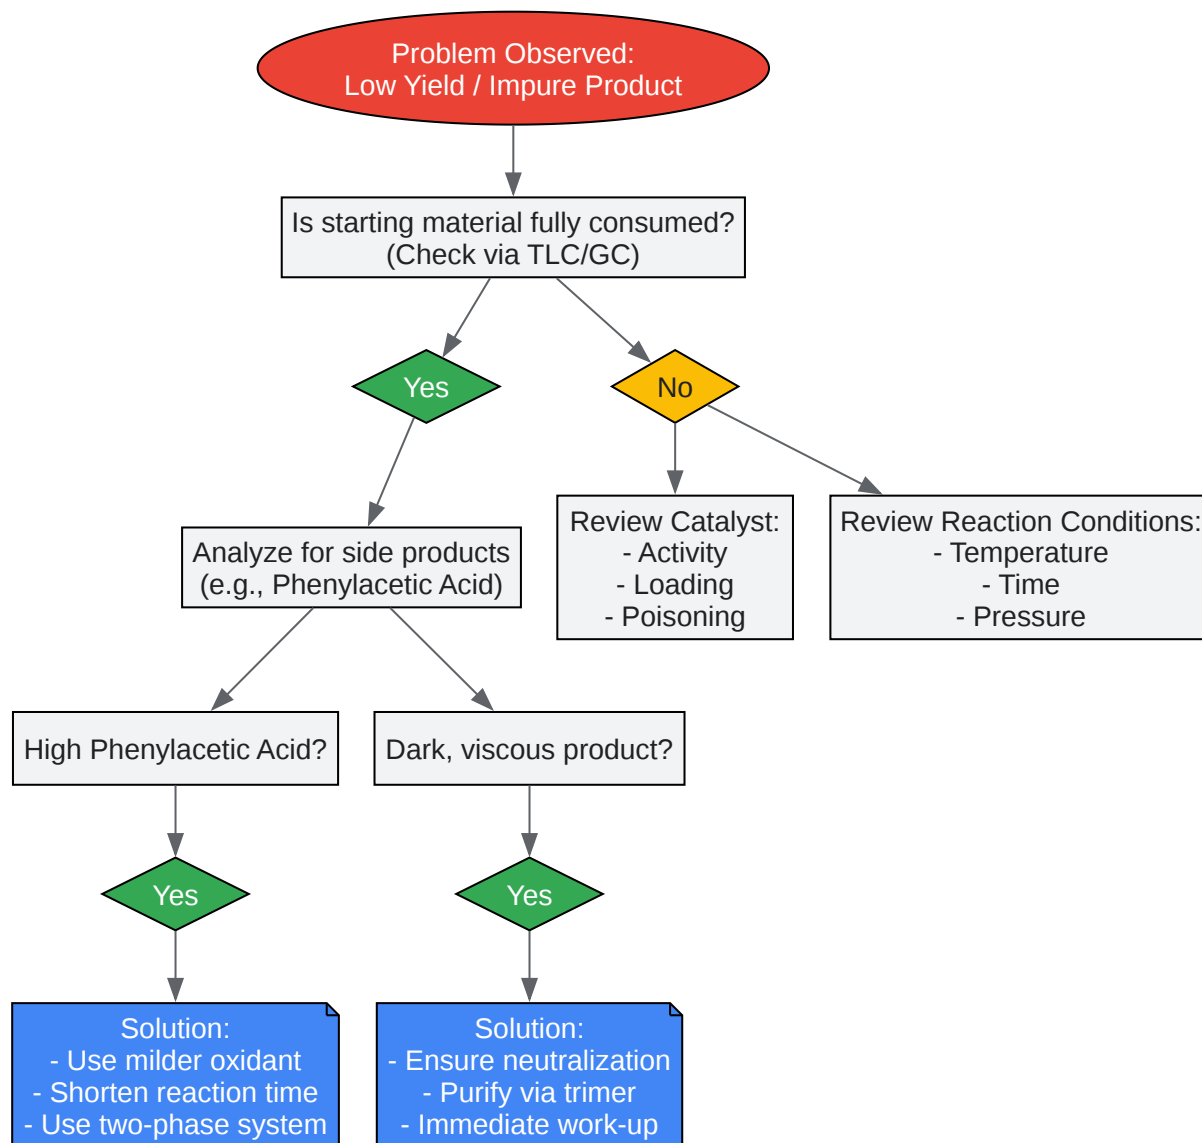 Problem Observed:
Low Yield / Impure Product
Is starting material fully consumed?
(Check via TLC/GC)
Yes
No
Review Catalyst:
- Activity
- Loading
- Poisoning
Review Reaction Conditions:
- Temperature
- Time
- Pressure
Analyze for side products
(e.g., Phenylacetic Acid)
High Phenylacetic Acid?
Dark, viscous product?
Yes
Yes
Solution:
- Use milder oxidant
- Shorten reaction time
- Use two-phase system
Solution:
- Ensure neutralization
- Purify via trimer
- Immediate work-up